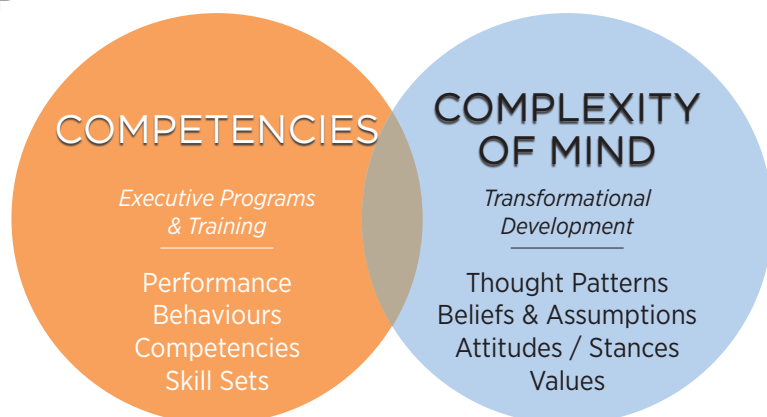 COMPETENCIES
Executive Programs
& Training
Performance
Behaviours
Competencies
Skill Sets
COMPLEXITY
OF MIND
Transformational
Development
Thought Patterns
Beliefs & Assumptions
Attitudes / Stances
Values